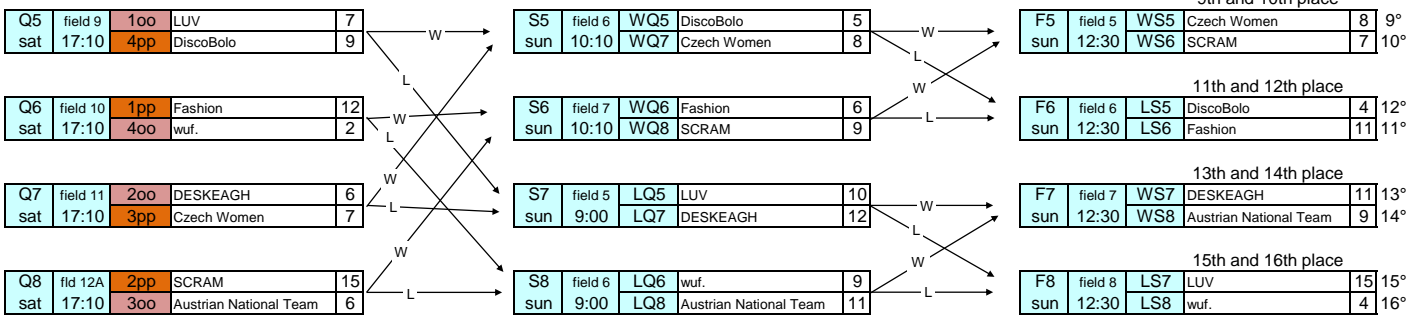 9th and 10th place
Q5 field 9 1oo LUV 7 S5 field 6 WQ5 DiscoBolo 5 F5 field 5 WS5 Czech Women 8 9°
sat 17:10 4pp DiscoBolo 9 W sun 10:10 WQ7 Czech Women 8 W sun 12:30 WS6 SCRAM 7 10°
L L
W 11th and 12th place
Q6 field 10 1pp Fashion 12 S6 field 7 WQ6 Fashion 6 F6 field 6 LS5 DiscoBolo 4 12°
sat 17:10 4oo wuf. 2 W sun 10:10 WQ8 SCRAM 9 L sun 12:30 LS6 Fashion 11 11°
L
W 13th and 14th place
Q7 field 11 2oo DESKEAGH 6 S7 field 5 LQ5 LUV 10 F7 field 7 WS7 DESKEAGH 11 13°
sat 17:10 3pp Czech Women 7 L sun 9:00 LQ7 DESKEAGH 12 W sun 12:30 WS8 Austrian National Team 9 14°
L
W W 15th and 16th place
Q8 fld 12A 2pp SCRAM 15 S8 field 6 LQ6 wuf. 9 F8 field 8 LS7 LUV 15 15°
sat 17:10 3oo Austrian National Team 6 L sun 9:00 LQ8 Austrian National Team 11 L sun 12:30 LS8 wuf. 4 16°